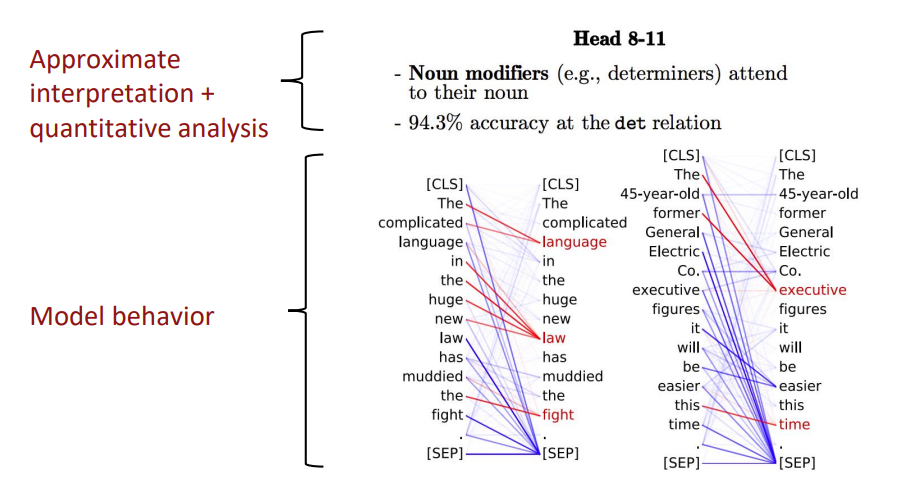 Approximate
interpretation +
quantitative analysis
Head 8-11
- Noun modifiers (e.g., determiners) attend
to their noun
- 94.3% accuracy at the det relation
Model behavior
[CLS] [CLS]
The The
complicated complicated
language language
in in
the the
huge huge
new new
law law
has has
muddied muddied
the the
fight fight
. .
[SEP] [SEP]
[CLS] [CLS]
The The
45-year-old 45-year-old
former former
General General
Electric Electric
Co. Co.
executive executive
figures figures
it it
will will
be be
easier easier
this this
time time
. .
[SEP] [SEP]